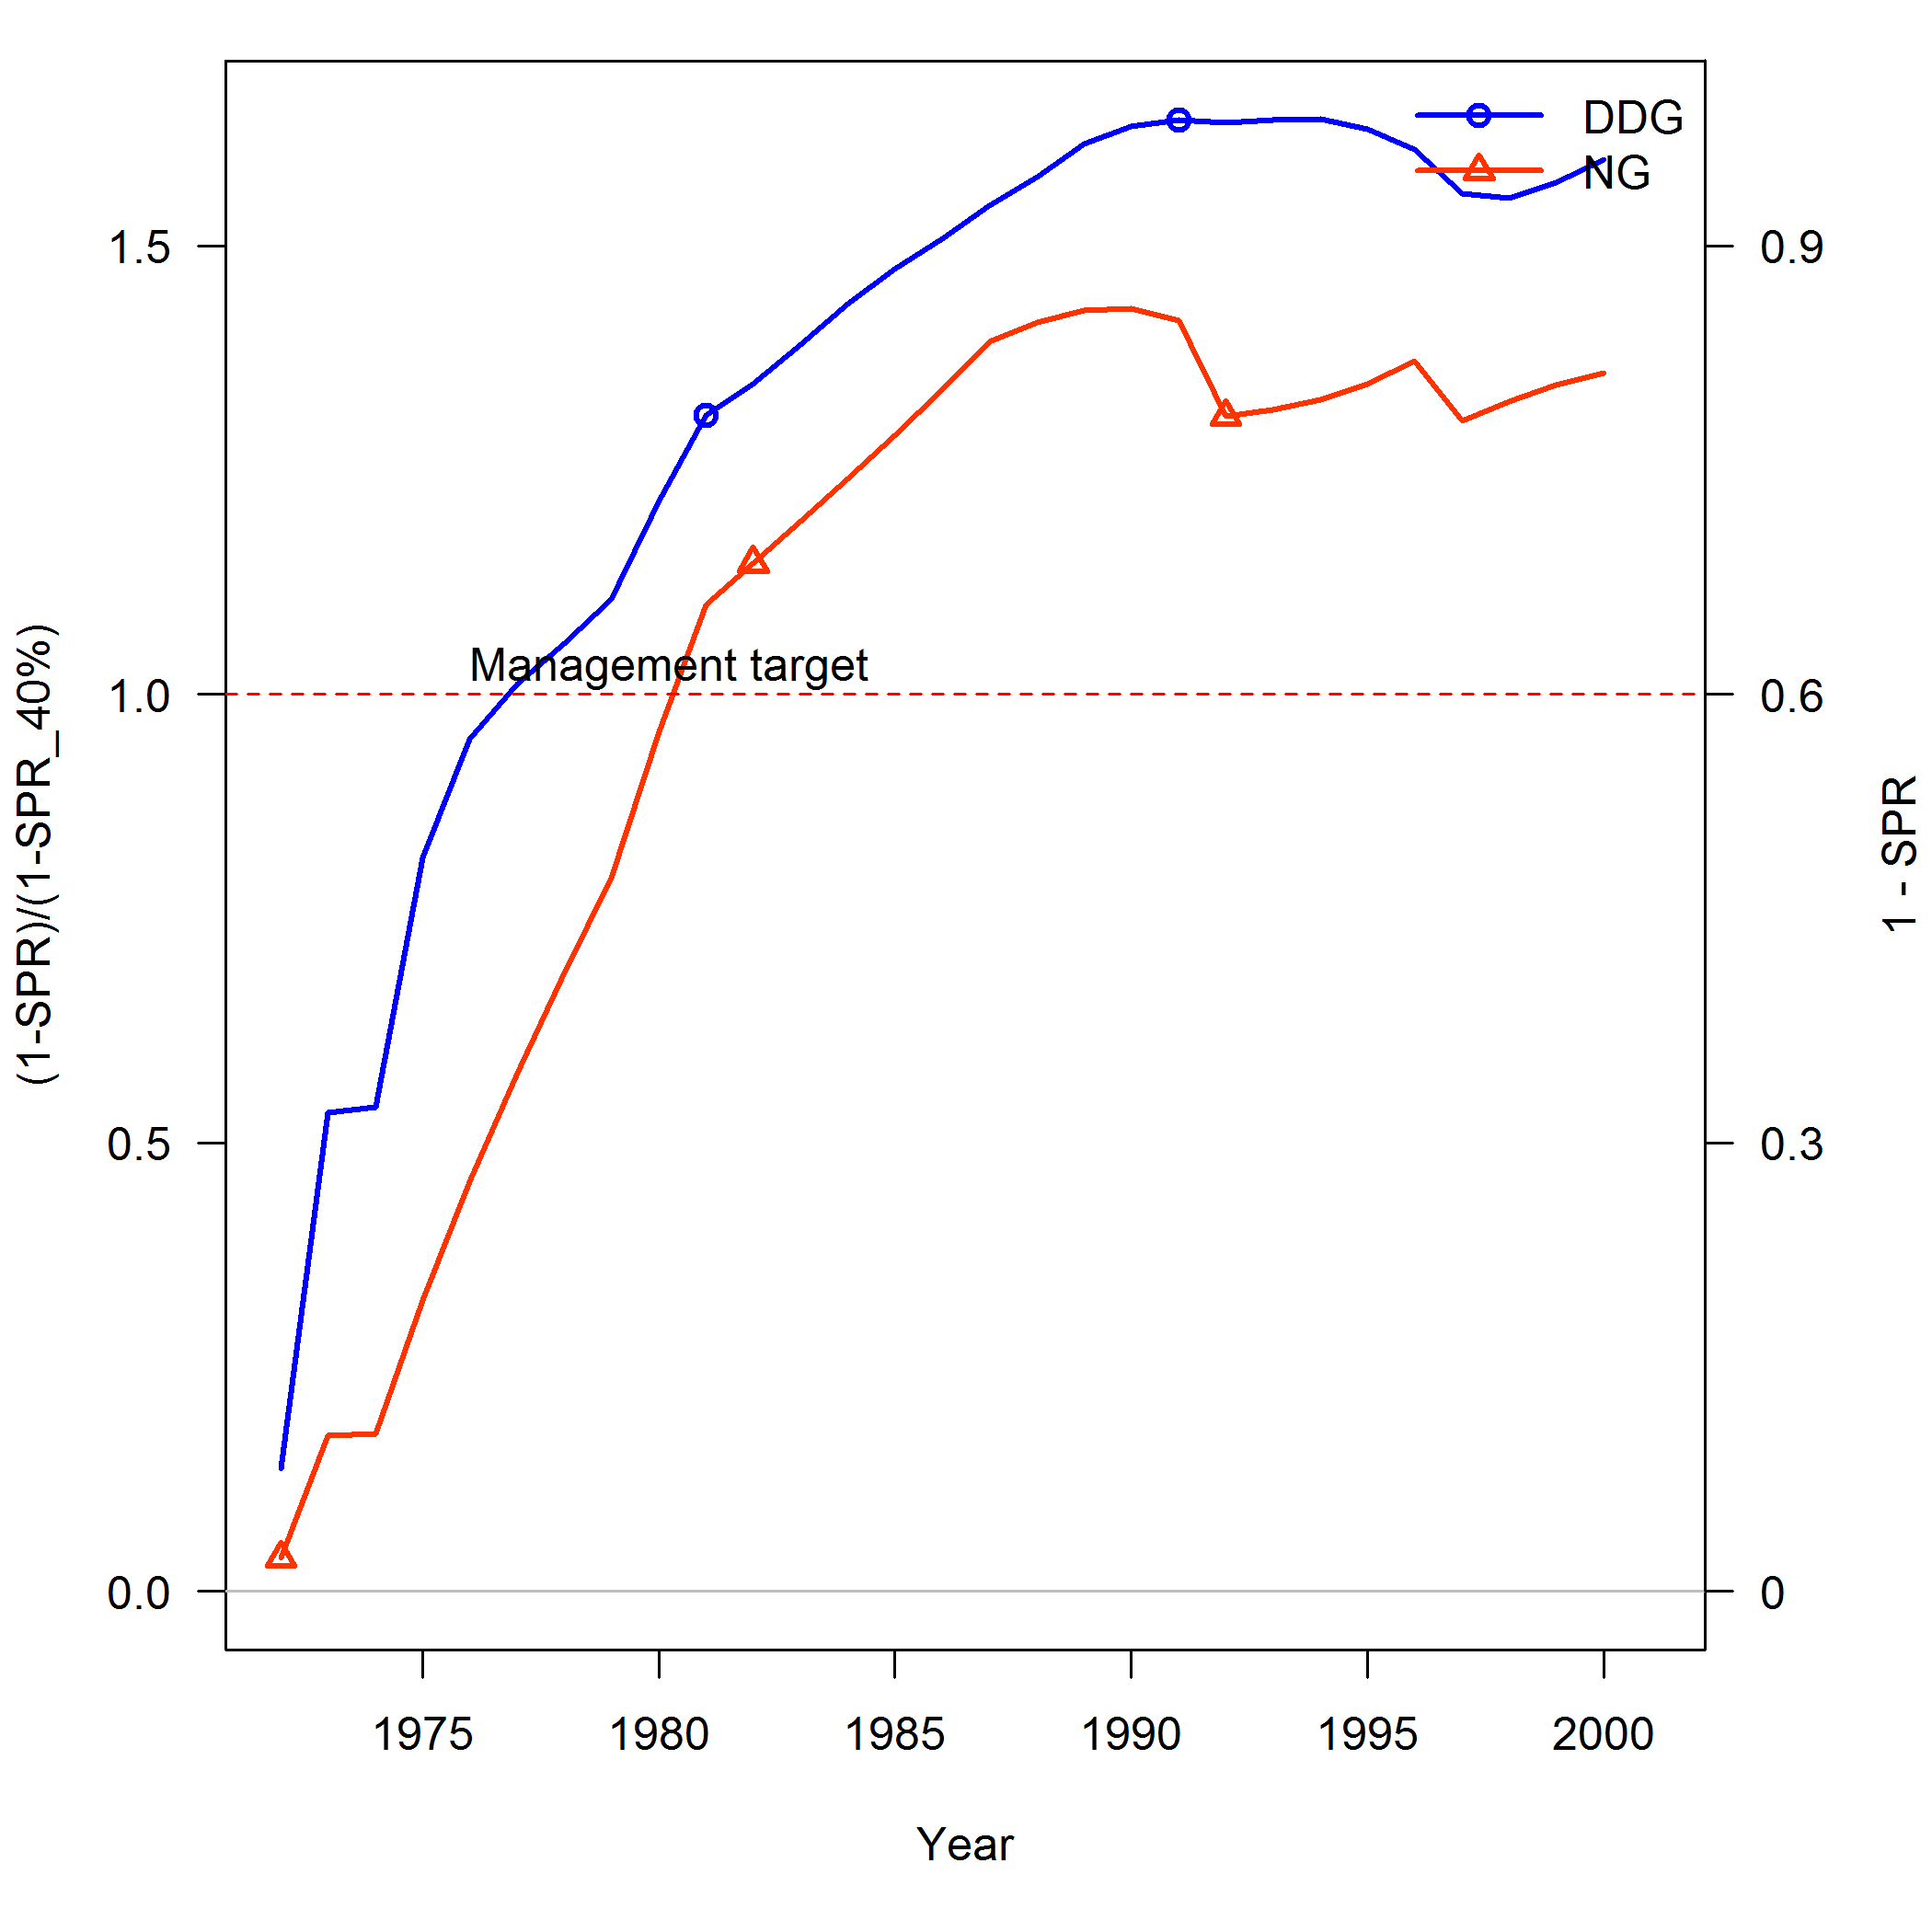 DDG
NG
1.5
1.0
0.5
0.0
(1-SPR)/(1-SPR_40%)
Management target
0.9
0.6
0.3
0
1 - SPR
1975 1980 1985 1990 1995 2000
Year